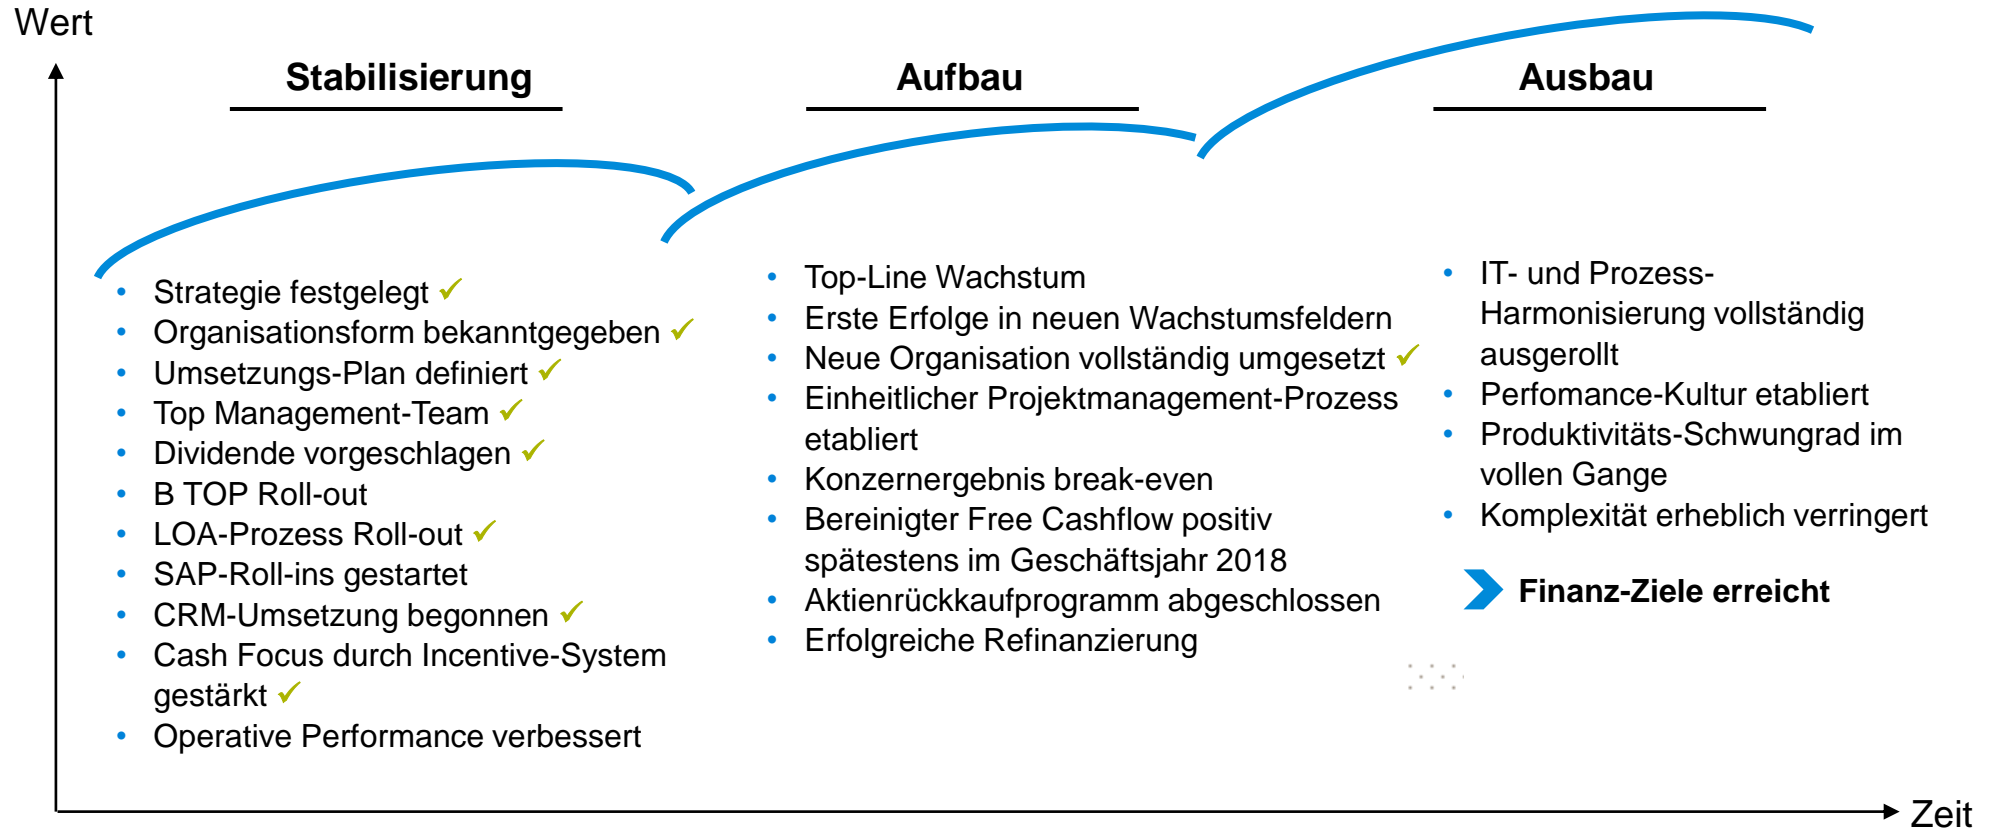 Wert
Stabilisierung
• Strategie festgelegt ✓
• Organisationsform bekanntgegeben ✓
• Umsetzungs-Plan definiert ✓
• Top Management-Team ✓
• Dividende vorgeschlagen ✓
• B TOP Roll-out
• LOA-Prozess Roll-out ✓
• SAP-Roll-ins gestartet
• CRM-Umsetzung begonnen ✓
• Cash Focus durch Incentive-System
gestärkt ✓
• Operative Performance verbessert
Aufbau
• Top-Line Wachstum
• Erste Erfolge in neuen Wachstumsfeldern
• Neue Organisation vollständig umgesetzt ✓
• Einheitlicher Projektmanagement-Prozess
etabliert
• Konzernergebnis break-even
• Bereinigter Free Cashflow positiv
spätestens im Geschäftsjahr 2018
• Aktienrückkaufprogramm abgeschlossen
• Erfolgreiche Refinanzierung
Ausbau
• IT- und Prozess-
Harmonisierung vollständig
ausgerollt
• Perfomance-Kultur etabliert
• Produktivitäts-Schwungrad im
vollen Gange
• Komplexität erheblich verringert
Finanz-Ziele erreicht
Zeit